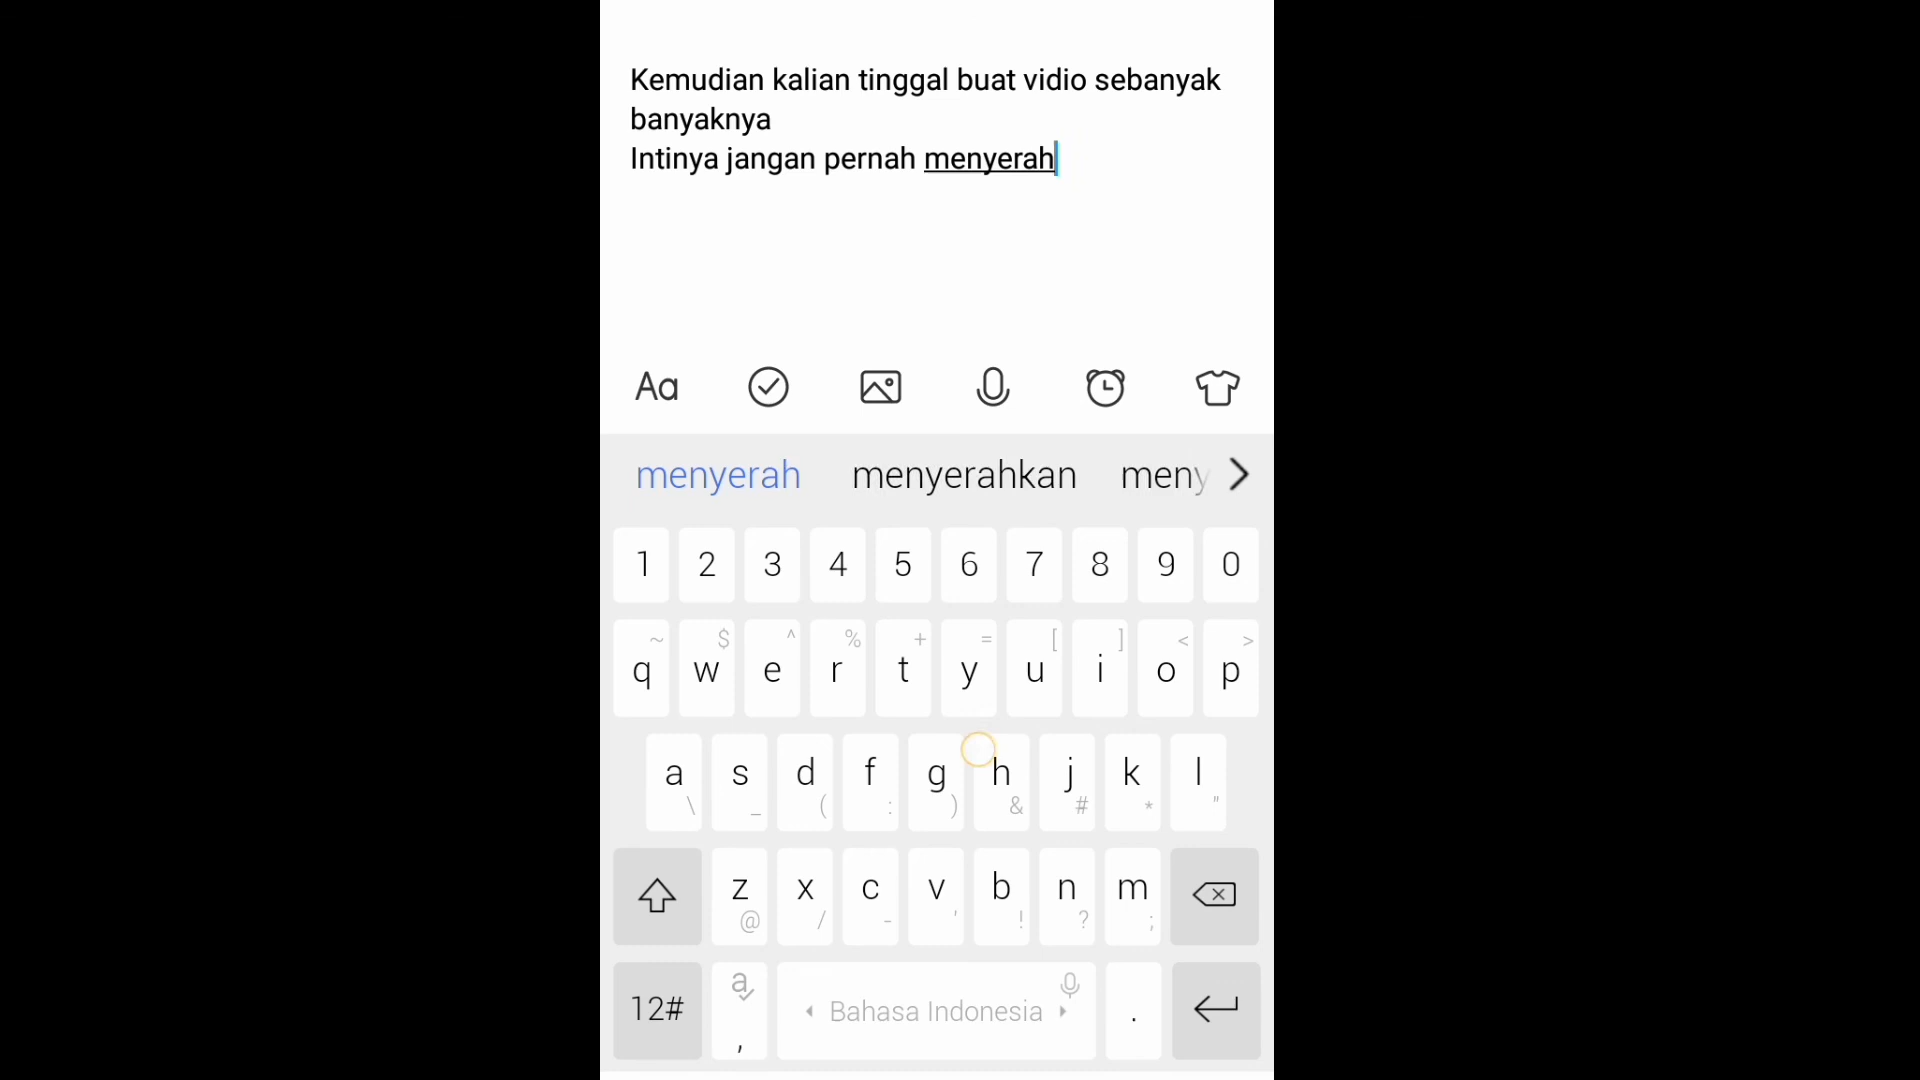 Kemudian kalian tinggal buat vidio sebanyak
banyaknya
Intinya jangan pernah menyerah
Aa
menyerah menyerahkan meny
1 2 3 4 5 6 7 8 9 0
~ $ ^ % + = [ ] < >
q w e r t y u i o p
a s d f g h j k l
\ _ ( : ) & # * "
z x c v b n m
@ / - ' ! ? ;
12# a , Bahasa Indonesia .